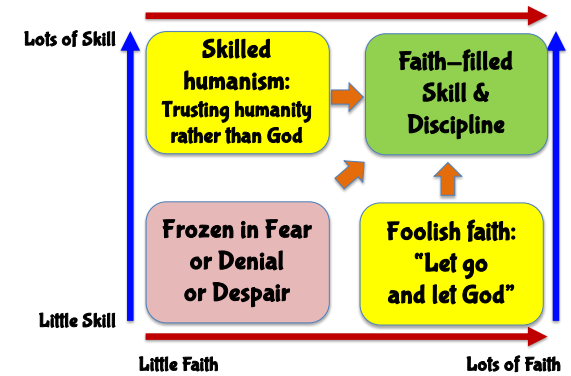 Lots of Skill
Skilled
humanism:
Trusting humanity
rather than God
Faith-filled
Skill &
Discipline
Frozen in Fear
or Denial
or Despair
Foolish faith:
“Let go
and let God”
Little Skill
Little Faith
Lots of Faith